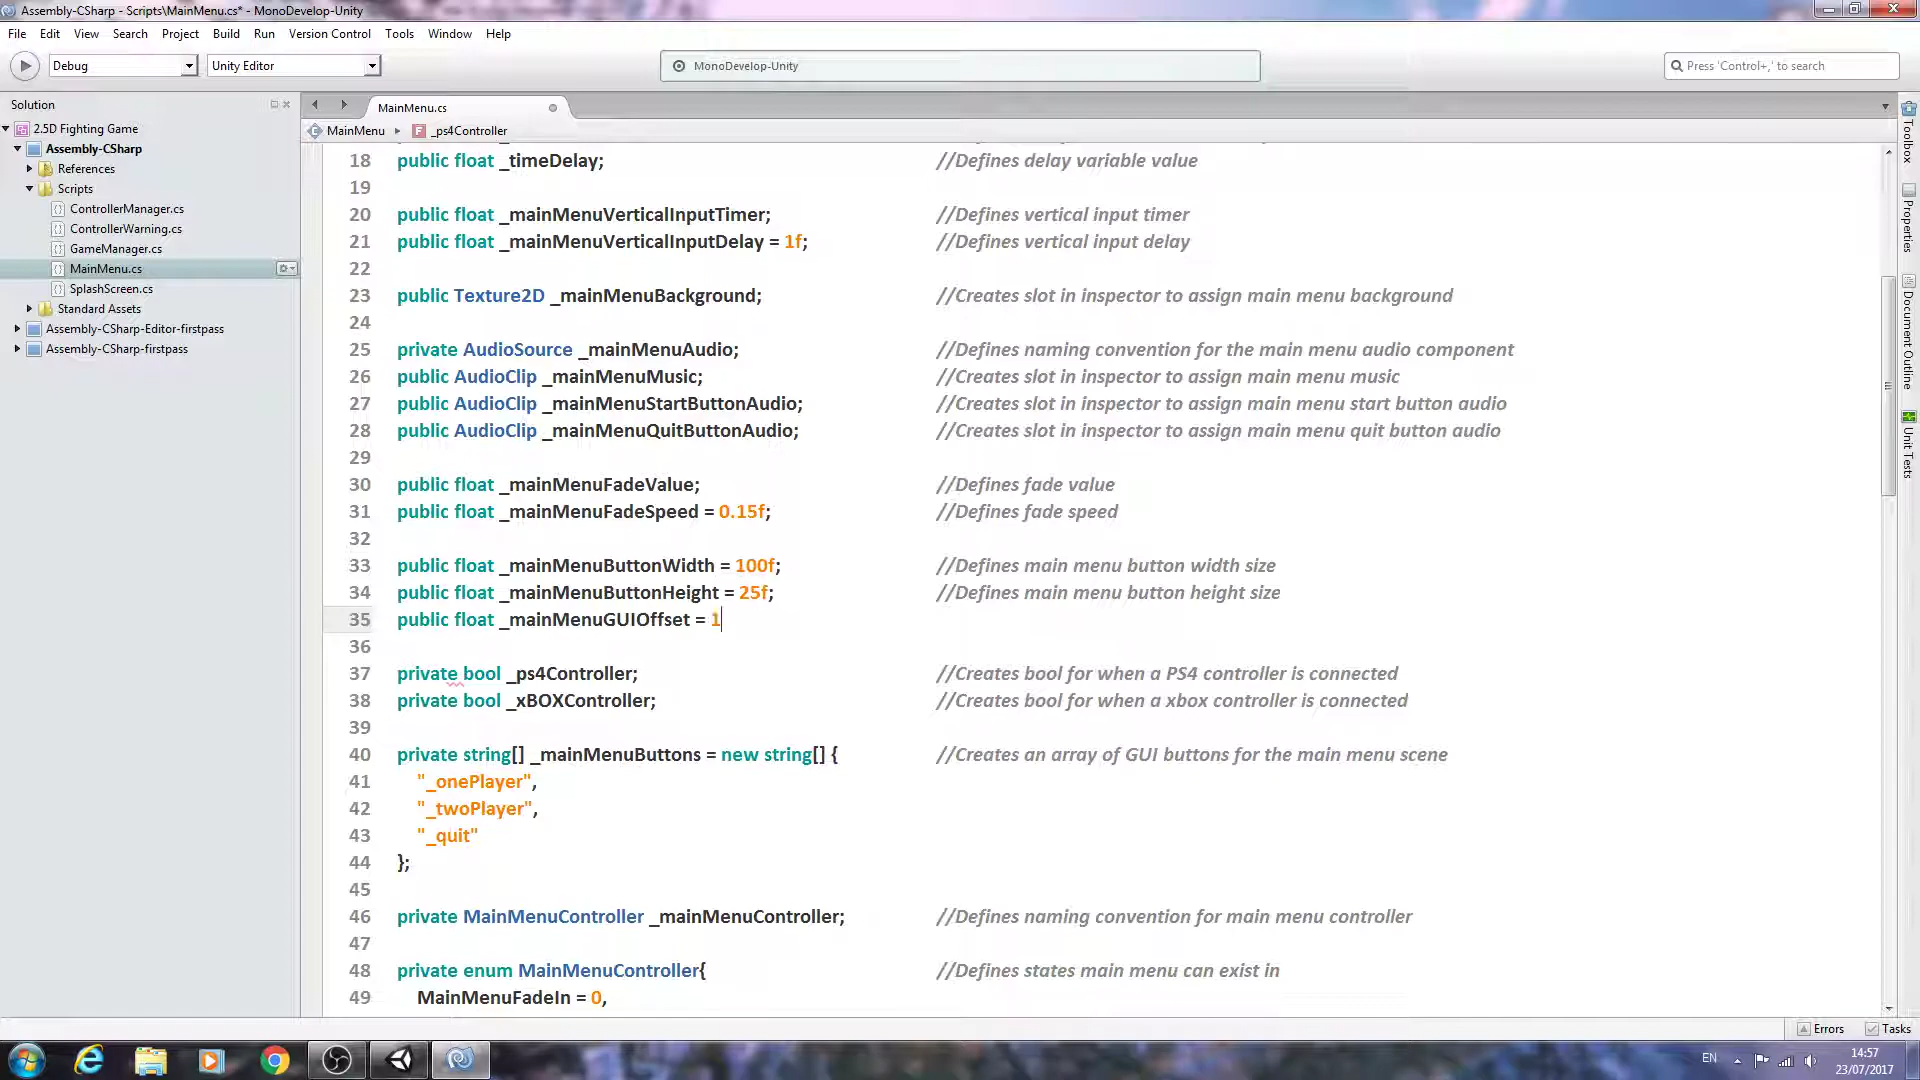 Assembly-CSharp - Scripts\MainMenu.cs* - MonoDevelop-Unity
File Edit View Search Project Build Run Version Control Tools Window Help
Debug Unity Editor MonoDevelop-Unity Press 'Control+,' to search
Solution
2.5D Fighting Game
Assembly-CSharp
References
Scripts
ControllerManager.cs
ControllerWarning.cs
GameManager.cs
MainMenu.cs
SplashScreen.cs
Standard Assets
Assembly-CSharp-Editor-firstpass
Assembly-CSharp-firstpass
MainMenu.cs
MainMenu _ps4Controller
18 public float _timeDelay; //Defines delay variable value
19
20 public float _mainMenuVerticalInputTimer; //Defines vertical input timer
21 public float _mainMenuVerticalInputDelay = 1f; //Defines vertical input delay
22
23 public Texture2D _mainMenuBackground; //Creates slot in inspector to assign main menu background
24
25 private AudioSource _mainMenuAudio; //Defines naming convention for the main menu audio component
26 public AudioClip _mainMenuMusic; //Creates slot in inspector to assign main menu music
27 public AudioClip _mainMenuStartButtonAudio; //Creates slot in inspector to assign main menu start button audio
28 public AudioClip _mainMenuQuitButtonAudio; //Creates slot in inspector to assign main menu quit button audio
29
30 public float _mainMenuFadeValue; //Defines fade value
31 public float _mainMenuFadeSpeed = 0.15f; //Defines fade speed
32
33 public float _mainMenuButtonWidth = 100f; //Defines main menu button width size
34 public float _mainMenuButtonHeight = 25f; //Defines main menu button height size
35 public float _mainMenuGUIOffset = 1
36
37 private bool _ps4Controller; //Creates bool for when a PS4 controller is connected
38 private bool _xBOXController; //Creates bool for when a xbox controller is connected
39
40 private string[] _mainMenuButtons = new string[] { //Creates an array of GUI buttons for the main menu scene
41 "_onePlayer",
42 "_twoPlayer",
43 "_quit"
44 };
45
46 private MainMenuController _mainMenuController; //Defines naming convention for main menu controller
47
48 private enum MainMenuController{ //Defines states main menu can exist in
49 MainMenuFadeIn = 0,
Toolbox
Properties
Document Outline
Unit Tests
Errors Tasks
EN
14:57
23/07/2017